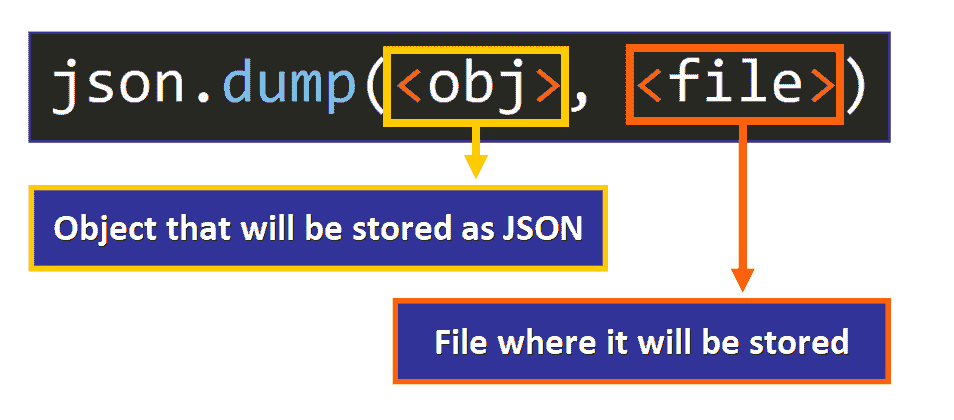 json.dump(<obj>, <file>)
Object that will be stored as JSON
File where it will be stored